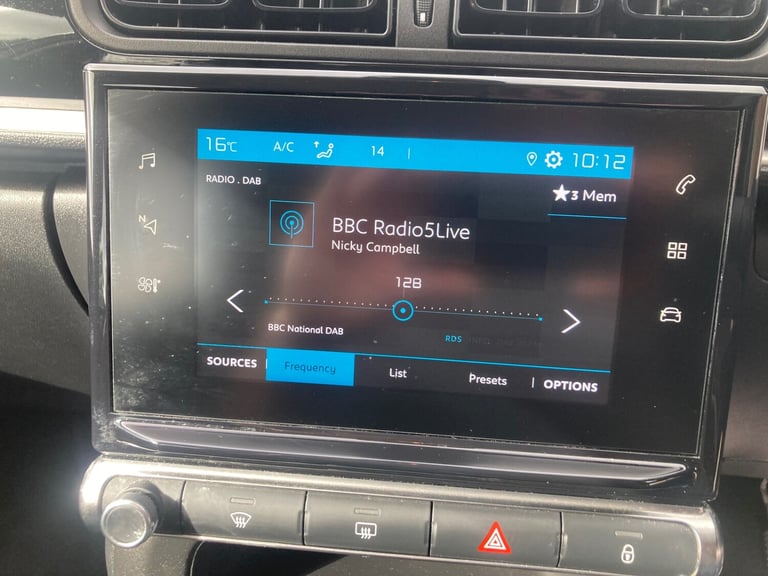 16°C A/C 14 10:12
RADIO . DAB
3 Mem
BBC Radio5Live
Nicky Campbell
128
N
BBC National DAB
RDS
SOURCES Frequency List Presets OPTIONS